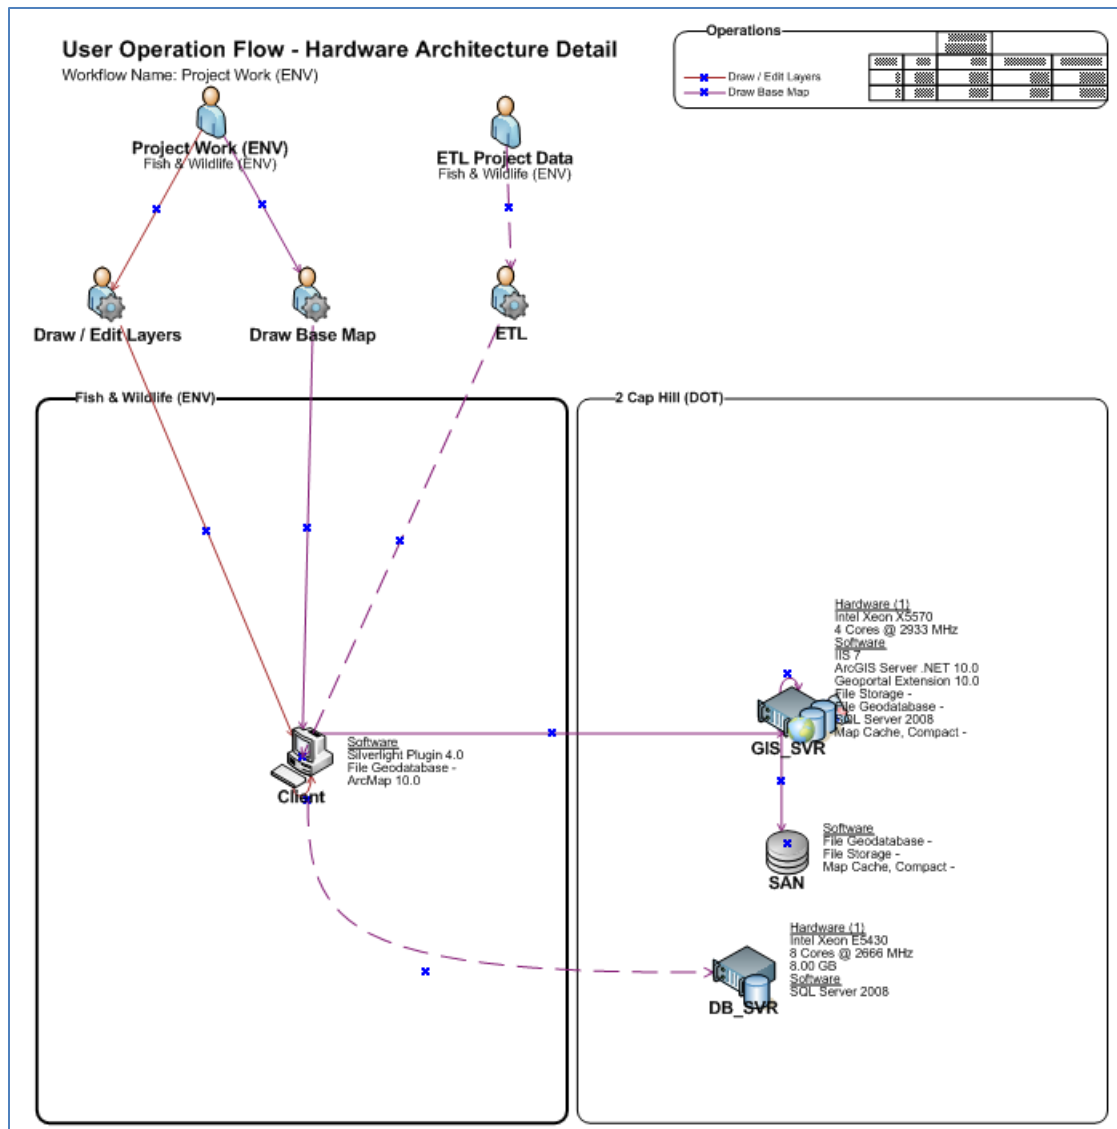 User Operation Flow - Hardware Architecture Detail
Workflow Name: Project Work (ENV)
Operations
Draw / Edit Layers
Draw Base Map
Project Work (ENV)
Fish & Wildlife (ENV)
ETL Project Data
Fish & Wildlife (ENV)
Draw / Edit Layers
Draw Base Map
ETL
Fish & Wildlife (ENV)
2 Cap Hill (DOT)
Hardware (1)
Intel Xeon X5570
4 Cores @ 2933 MHz
Software
IIS 7
ArcGIS Server .NET 10.0
Geoportal Extension 10.0
File Storage -
File Geodatabase -
SQL Server 2008
Map Cache, Compact -
GIS_SVR
Software
Silverlight Plugin 4.0
File Geodatabase -
ArcMap 10.0
Client
Software
File Geodatabase -
File Storage -
Map Cache, Compact -
SAN
Hardware (1)
Intel Xeon E5430
8 Cores @ 2666 MHz
8.00 GB
Software
SQL Server 2008
DB_SVR